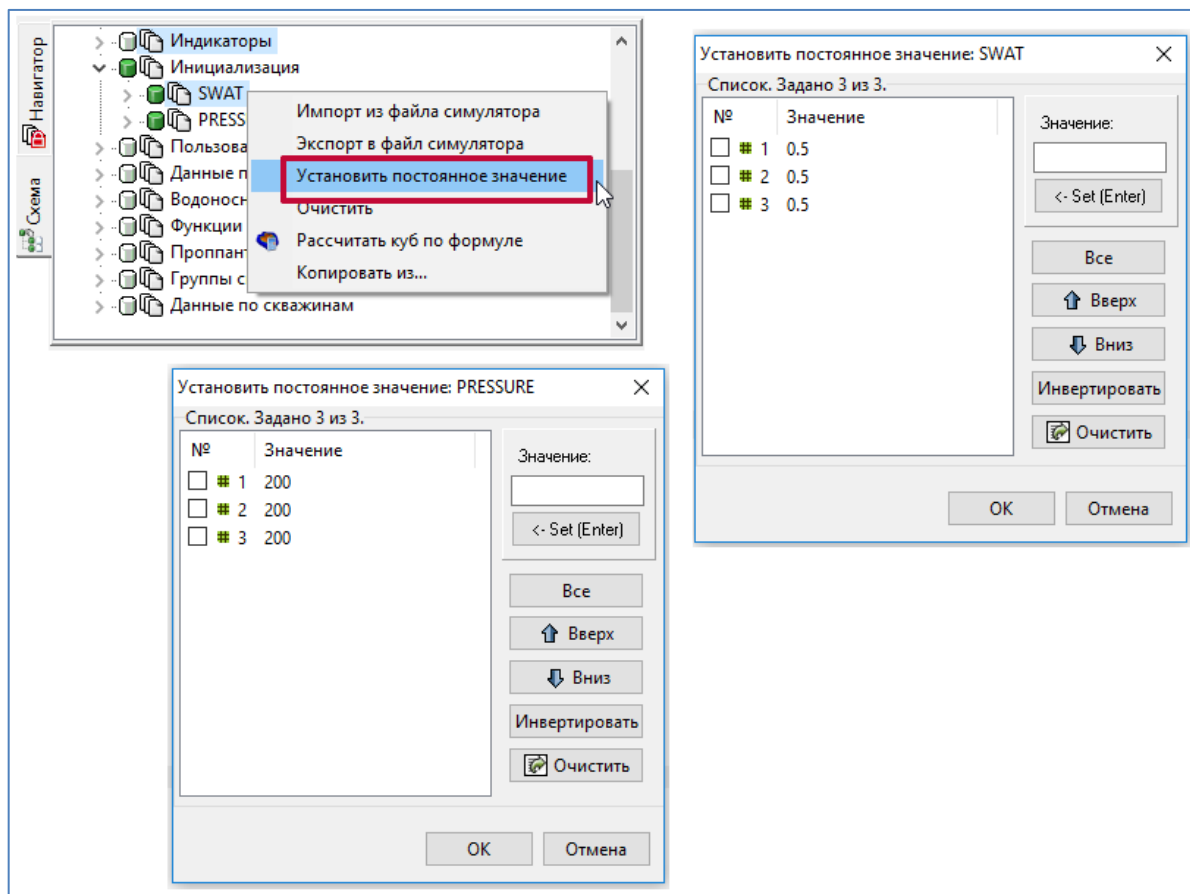 Навигатор
Схема
Индикаторы
Инициализация
SWAT
PRESS
Пользова
Данные п
Водоносн
Функции
Проппант
Группы с
Данные по скважинам
Импорт из файла симулятора
Экспорт в файл симулятора
Установить постоянное значение
Очистить
Рассчитать куб по формуле
Копировать из...
Установить постоянное значение: SWAT
Список. Задано 3 из 3.
№ Значение
# 1 0.5
# 2 0.5
# 3 0.5
Значение:
<- Set (Enter)
Все
Вверх
Вниз
Инвертировать
Очистить
OK Отмена
Установить постоянное значение: PRESSURE
Список. Задано 3 из 3.
№ Значение
# 1 200
# 2 200
# 3 200
Значение:
<- Set (Enter)
Все
Вверх
Вниз
Инвертировать
Очистить
OK Отмена